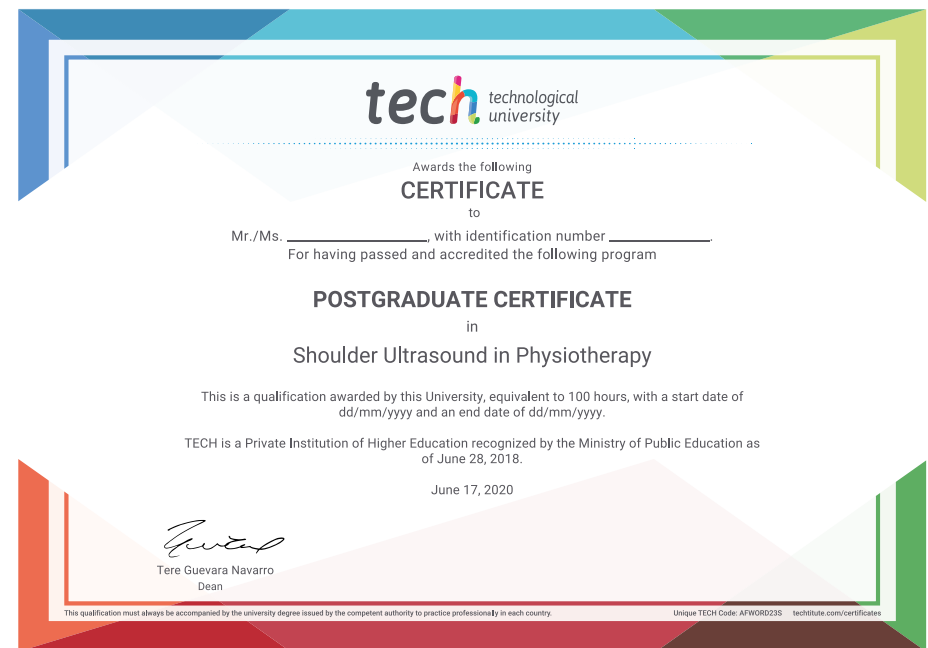 tech technological
university
Awards the following
CERTIFICATE
to
Mr./Ms. ____________________, with identification number ______________.
For having passed and accredited the following program
POSTGRADUATE CERTIFICATE
in
Shoulder Ultrasound in Physiotherapy
This is a qualification awarded by this University, equivalent to 100 hours, with a start date of
dd/mm/yyyy and an end date of dd/mm/yyyy.
TECH is a Private Institution of Higher Education recognized by the Ministry of Public Education as
of June 28, 2018.
June 17, 2020
Tere Guevara Navarro
Dean
This qualification must always be accompanied by the university degree issued by the competent authority to practice professionally in each country.
Unique TECH Code: AFWORD23S techtitute.com/certificates